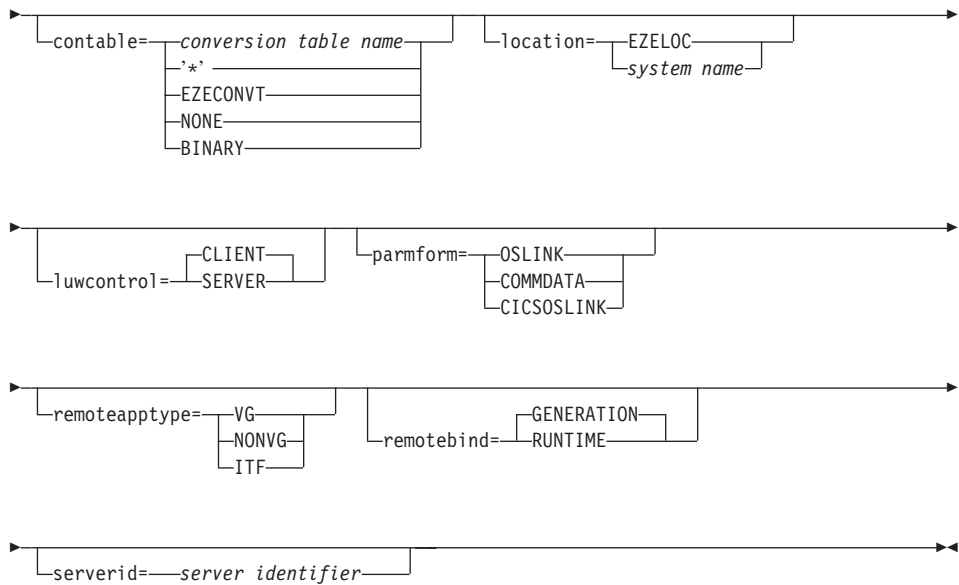 contable= conversion table name location= EZELOC
'*' system name
EZECONVT
NONE
BINARY
CLIENT
luwcontrol= SERVER parmform= OSLINK
COMMDATA
CICSOSLINK
remoteapptype= VG GENERATION
NONVG remotebind= RUNTIME
ITF
serverid= server identifier